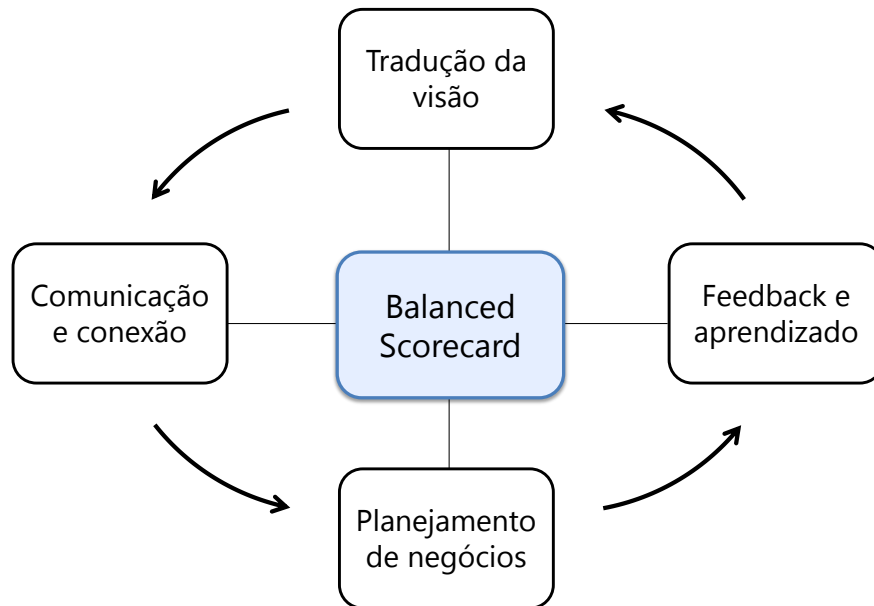 Tradução da
visão
Comunicação
e conexão
Balanced
Scorecard
Feedback e
aprendizado
Planejamento
de negócios